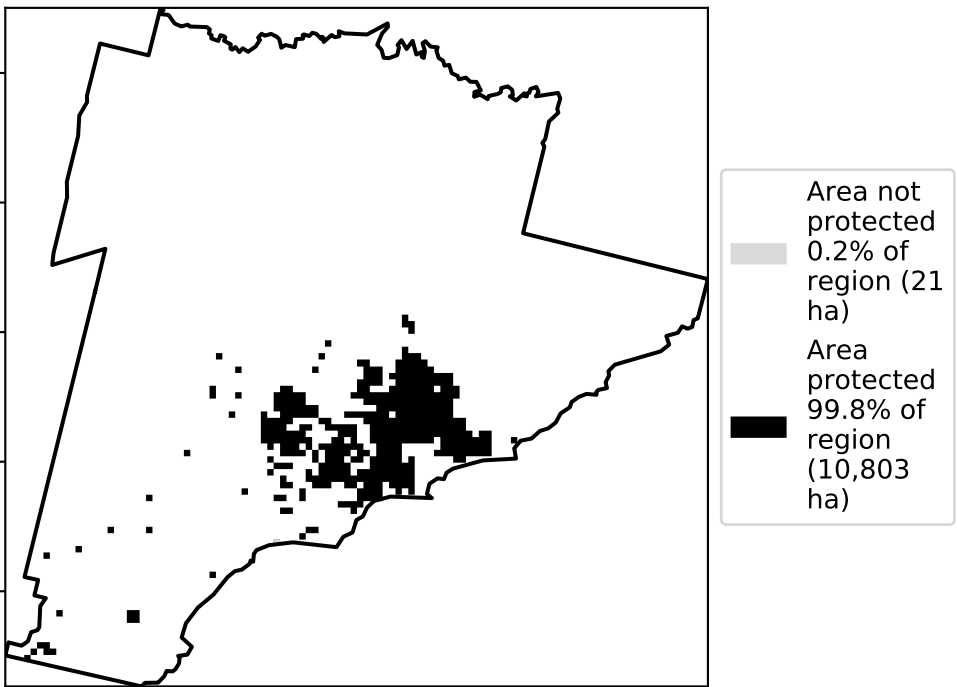 Area not
protected
0.2% of
region (21
ha)
Area
protected
99.8% of
region
(10,803
ha)